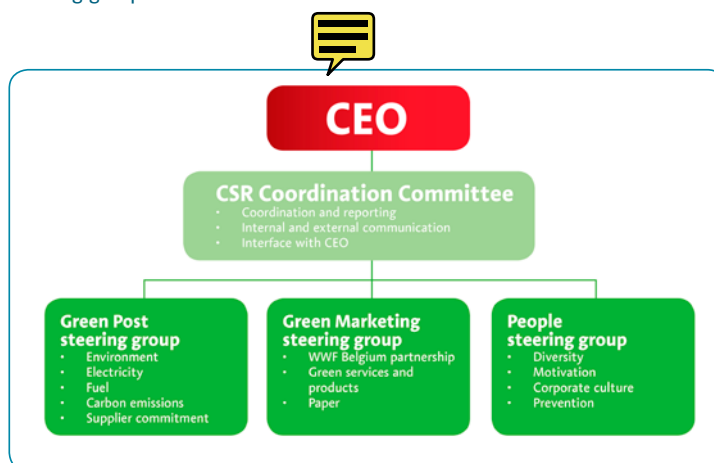 CEO
CSR Coordination Committee
• Coordination and reporting
• Internal and external communication
• Interface with CEO
Green Post
steering group
• Environment
• Electricity
• Fuel
• Carbon emissions
• Supplier commitment
Green Marketing
steering group
• WWF Belgium partnership
• Green services and
products
• Paper
People
steering group
• Diversity
• Motivation
• Corporate culture
• Prevention